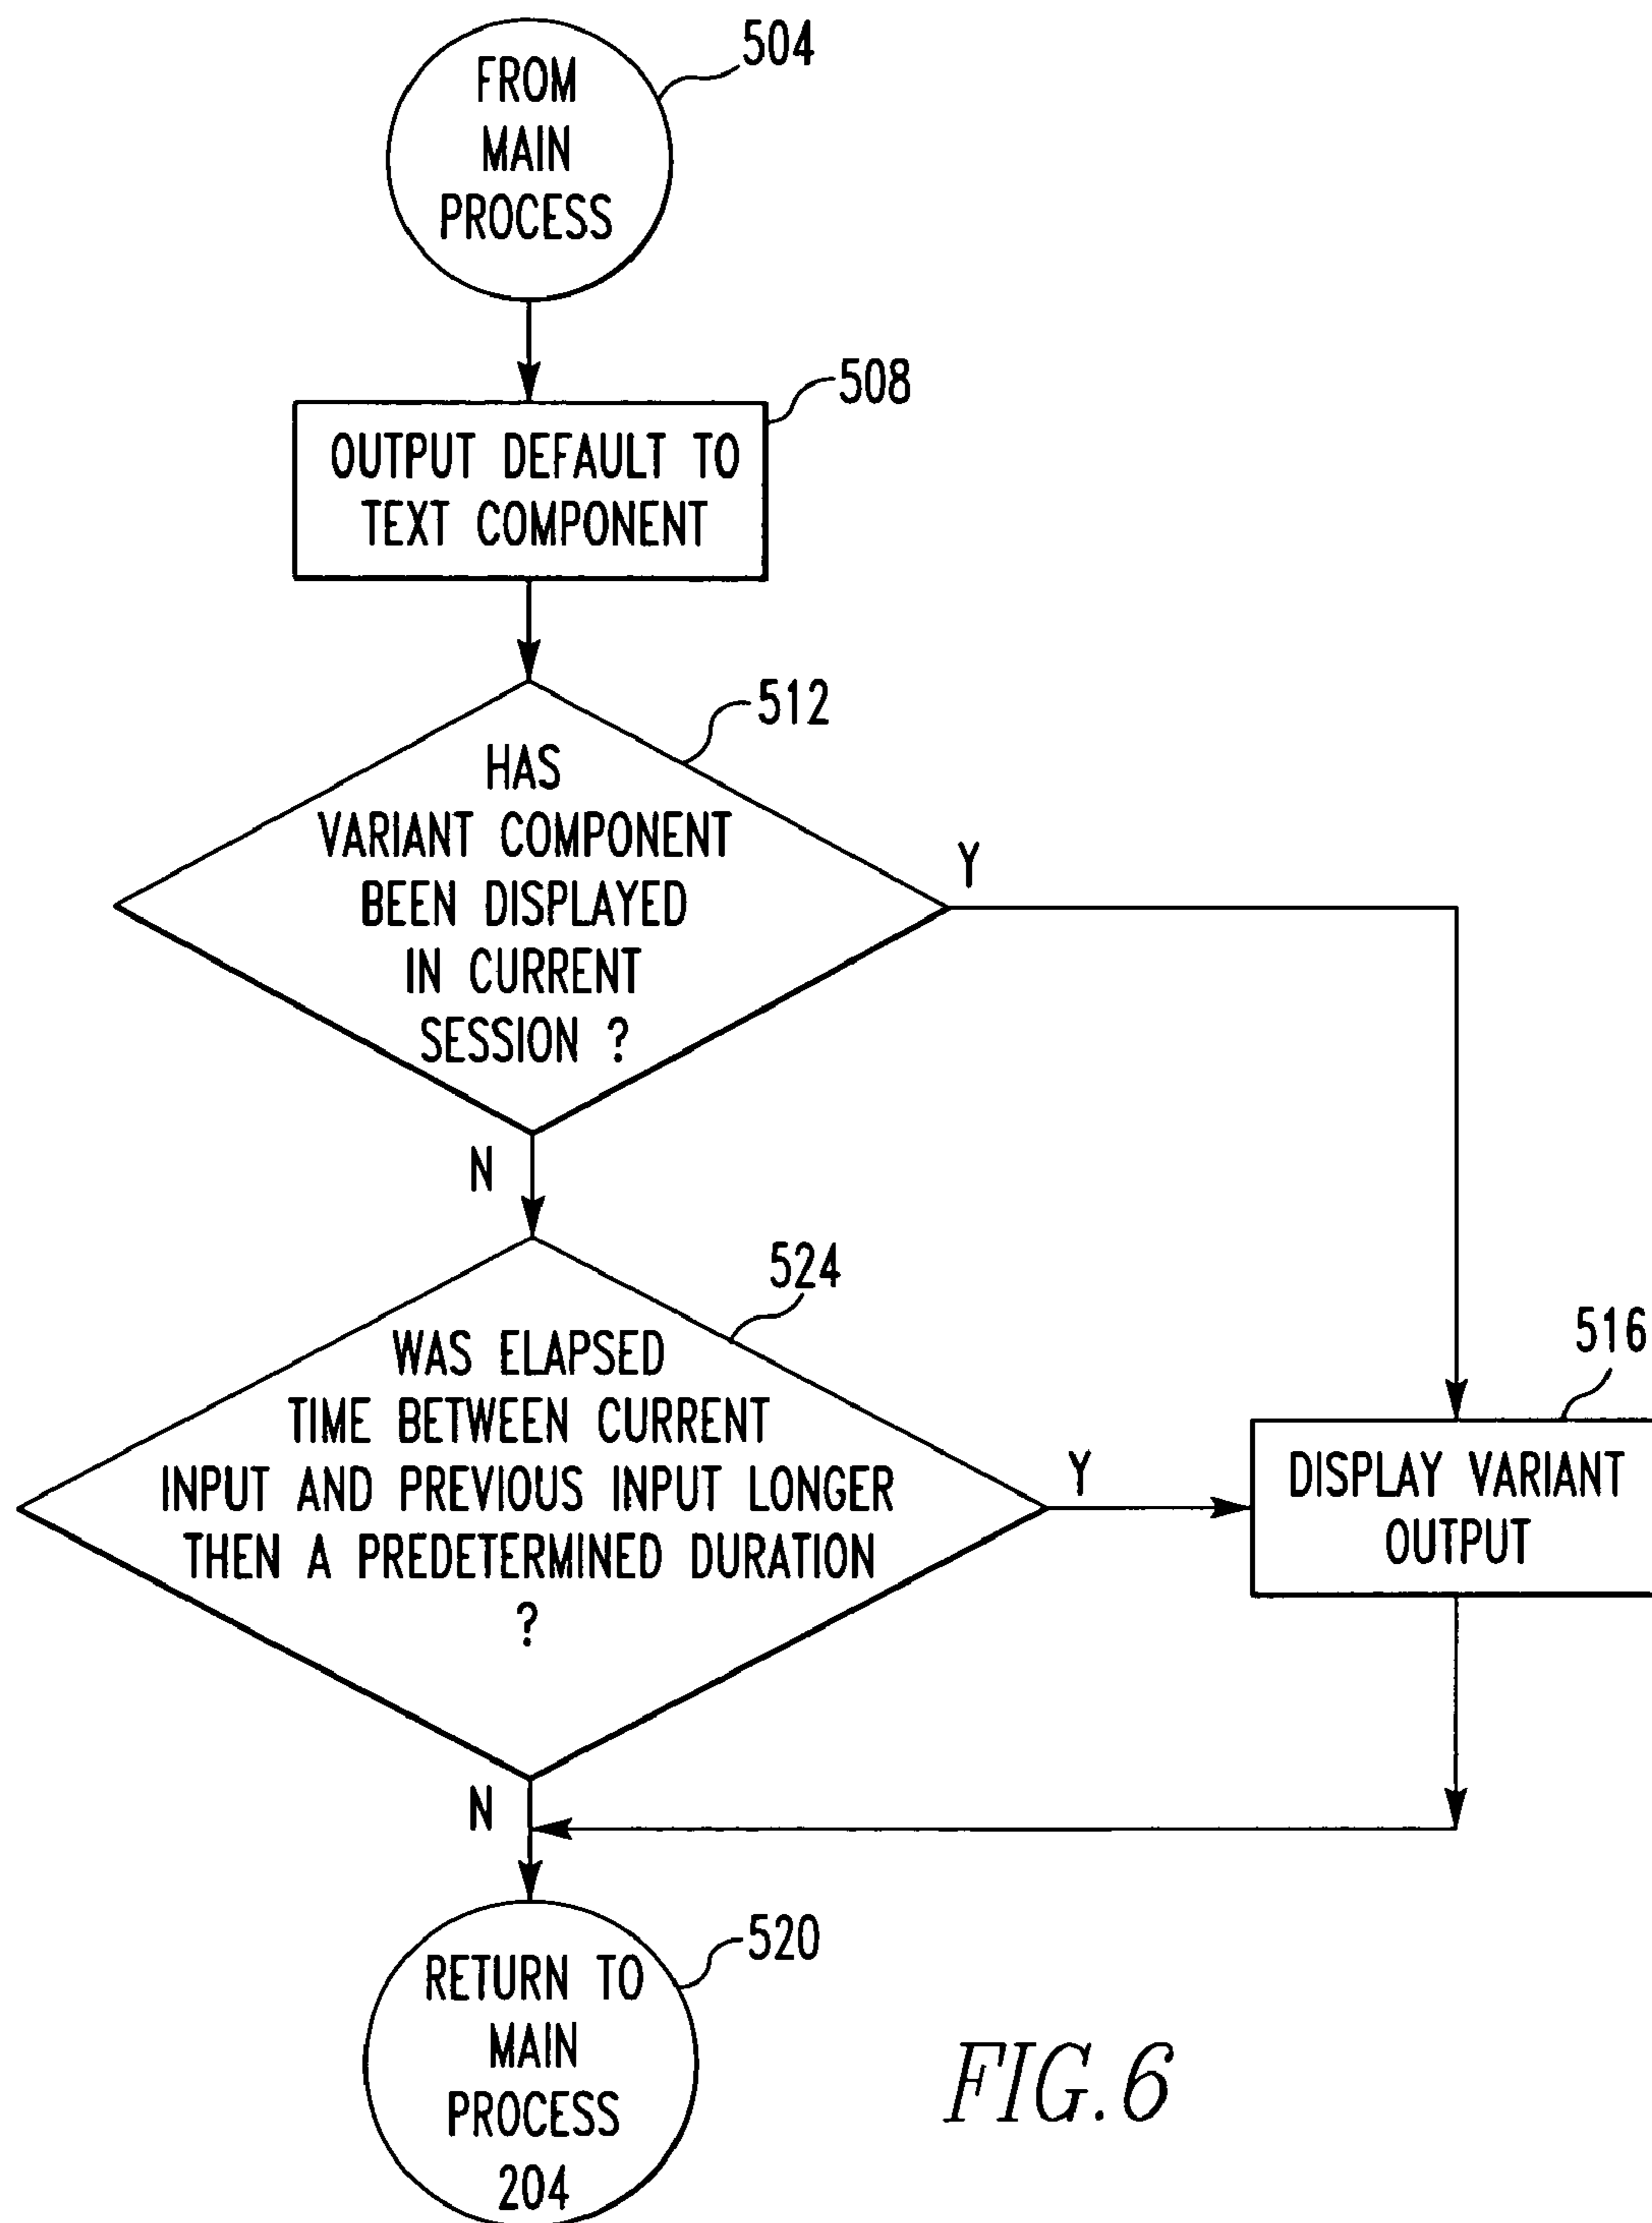 504
FROM
MAIN
PROCESS
508
OUTPUT DEFAULT TO
TEXT COMPONENT
512
HAS
VARIANT COMPONENT
BEEN DISPLAYED
IN CURRENT
SESSION ?
Y
N
524
WAS ELAPSED
TIME BETWEEN CURRENT
INPUT AND PREVIOUS INPUT LONGER
THEN A PREDETERMINED DURATION
?
Y
516
DISPLAY VARIANT
OUTPUT
N
520
RETURN TO
MAIN
PROCESS
204
FIG.6